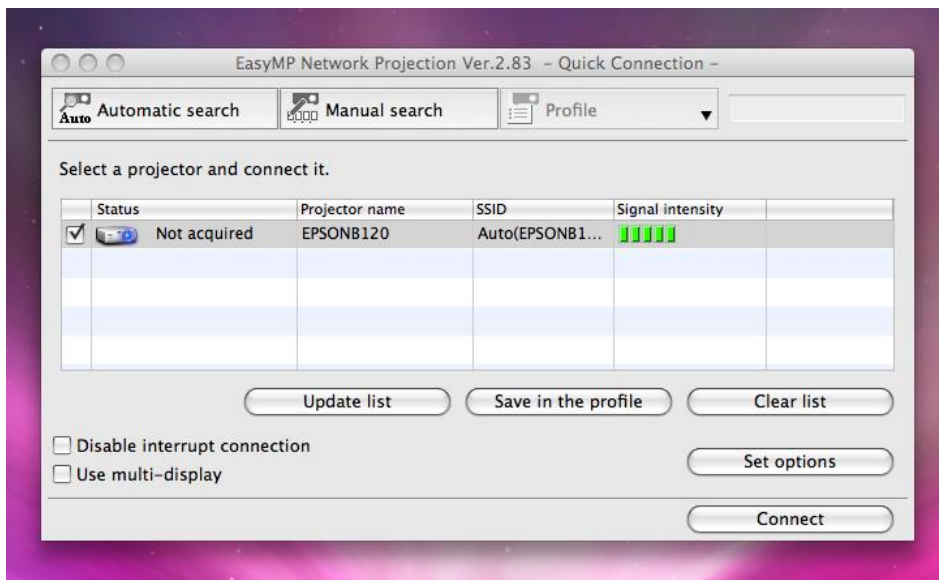 EasyMP Network Projection Ver.2.83 – Quick Connection –
Auto Automatic search Manual search Profile
Select a projector and connect it.
Status Projector name SSID Signal intensity
Not acquired EPSONB120 Auto(EPSONB1...
Update list Save in the profile Clear list
Disable interrupt connection
Set options
Use multi-display
Connect